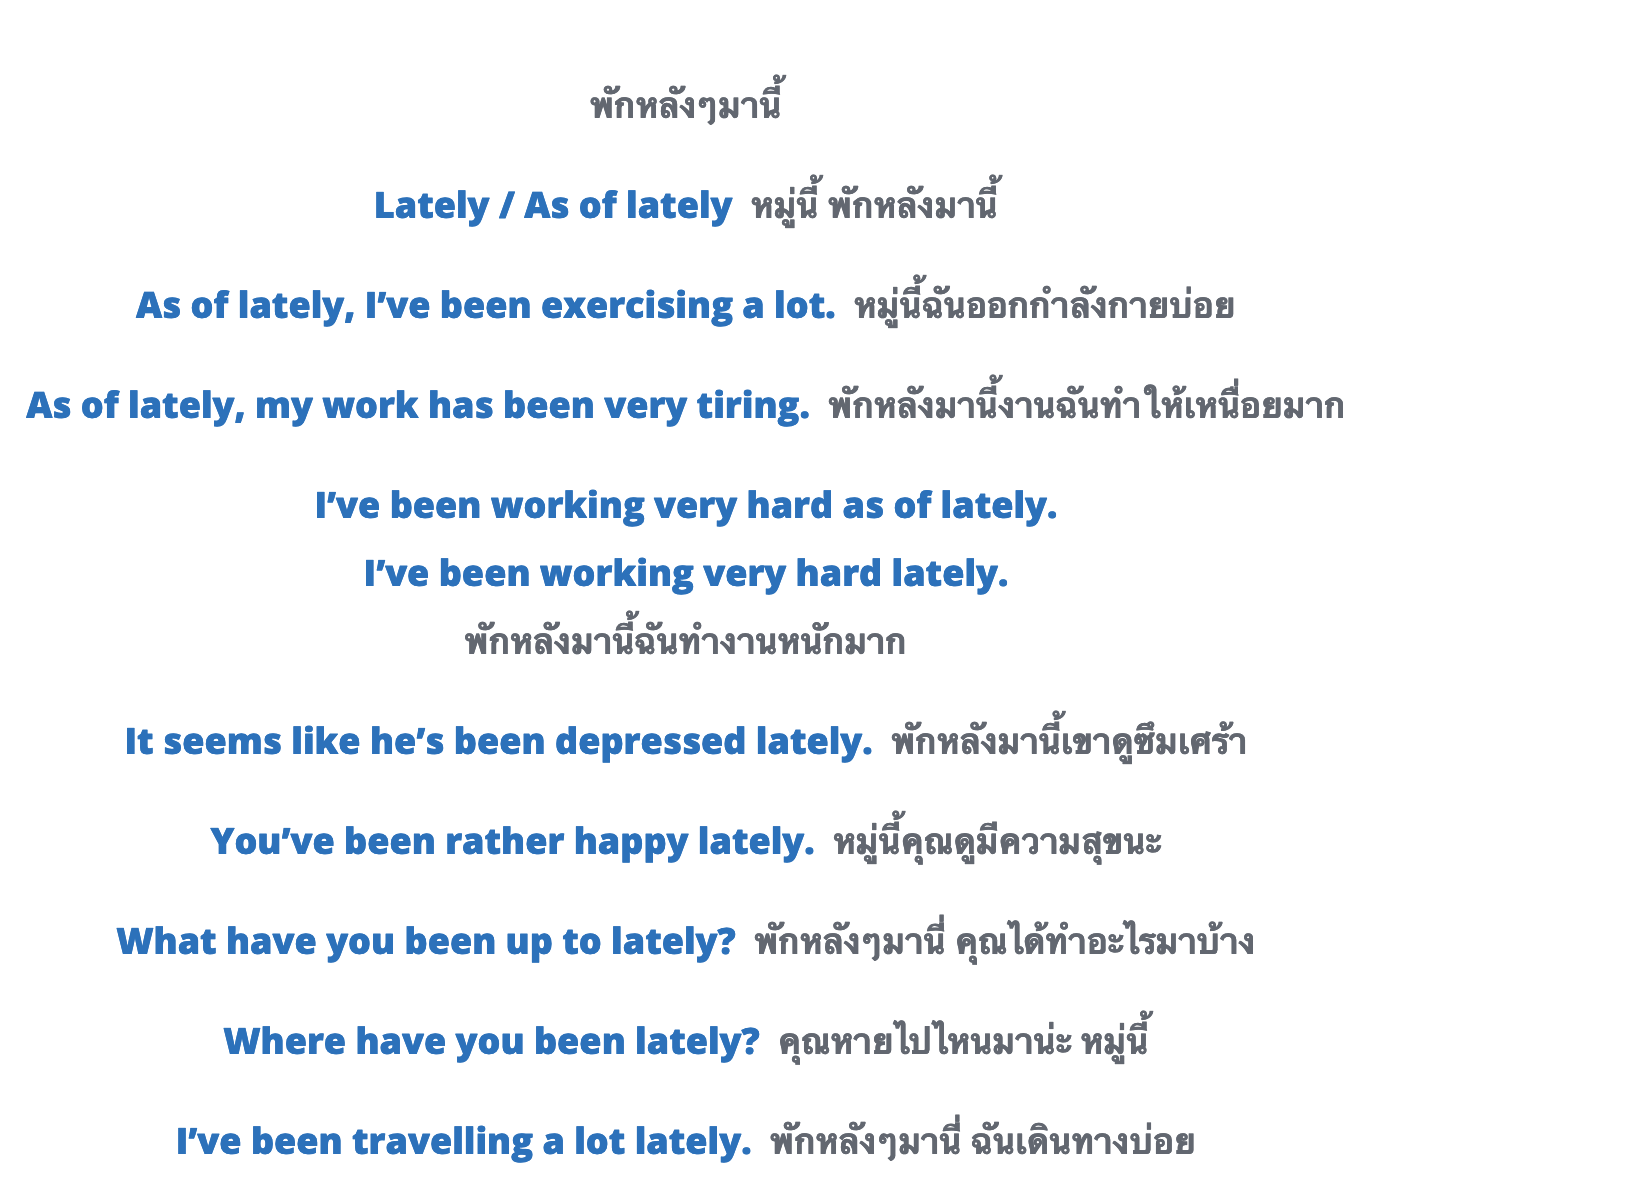 พักหลังๆมานี้
Lately / As of lately หมู่นี้ พักหลังมานี้
As of lately, I’ve been exercising a lot. หมู่นี้ฉันออกกำลังกายบ่อย
As of lately, my work has been very tiring. พักหลังมานี้งานฉันทำให้เหนื่อยมาก
I’ve been working very hard as of lately.
I’ve been working very hard lately.
พักหลังมานี้ฉันทำงานหนักมาก
It seems like he’s been depressed lately. พักหลังมานี้เขาดูซึมเศร้า
You’ve been rather happy lately. หมู่นี้คุณดูมีความสุขนะ
What have you been up to lately? พักหลังๆมานี่ คุณได้ทำอะไรมาบ้าง
Where have you been lately? คุณหายไปไหนมาน่ะ หมู่นี้
I’ve been travelling a lot lately. พักหลังๆมานี่ ฉันเดินทางบ่อย